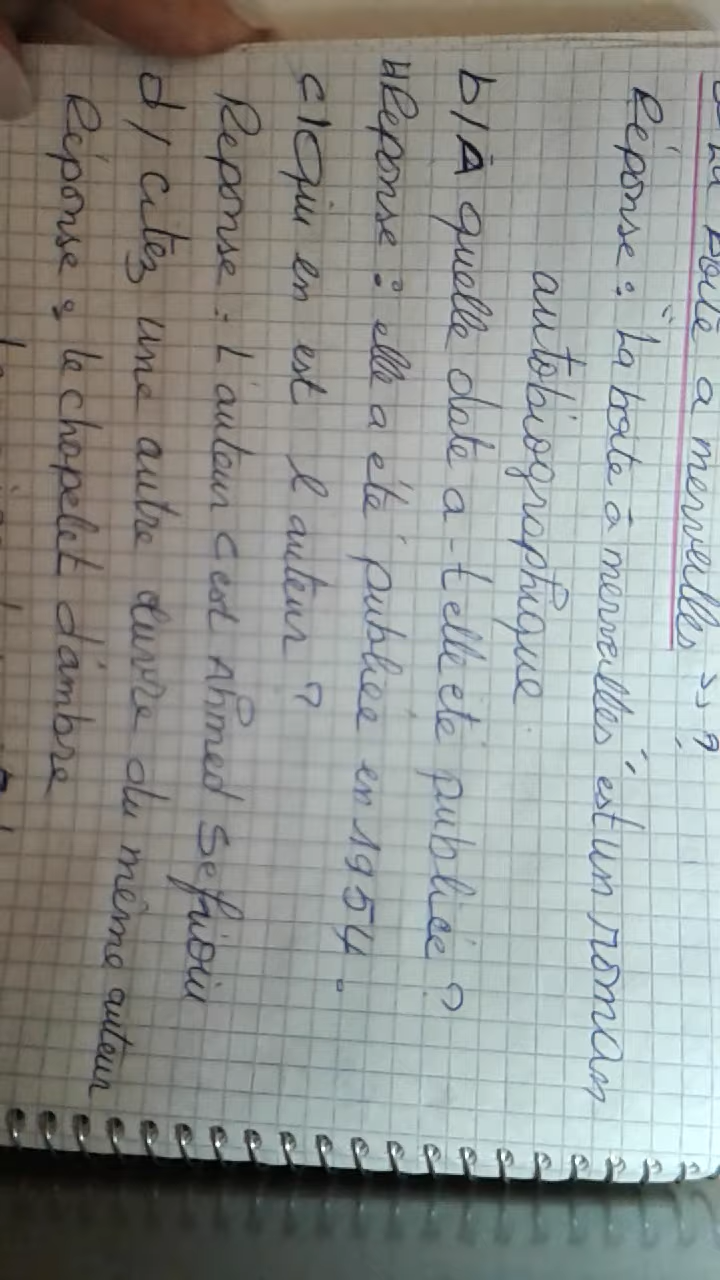 La boîte à merveilles >> ?
Réponse : "La boîte à merveilles" est un roman
autobiographique.
b/ À quelle date a-t elle été publiée ?
Réponse : elle a été publiée en 1954.
c/ Qui en est l'auteur ?
Réponse : L'auteur c'est Ahmed Sefrioui
d/ Citez une autre œuvre du même auteur
Réponse : le chapelet d'ambre